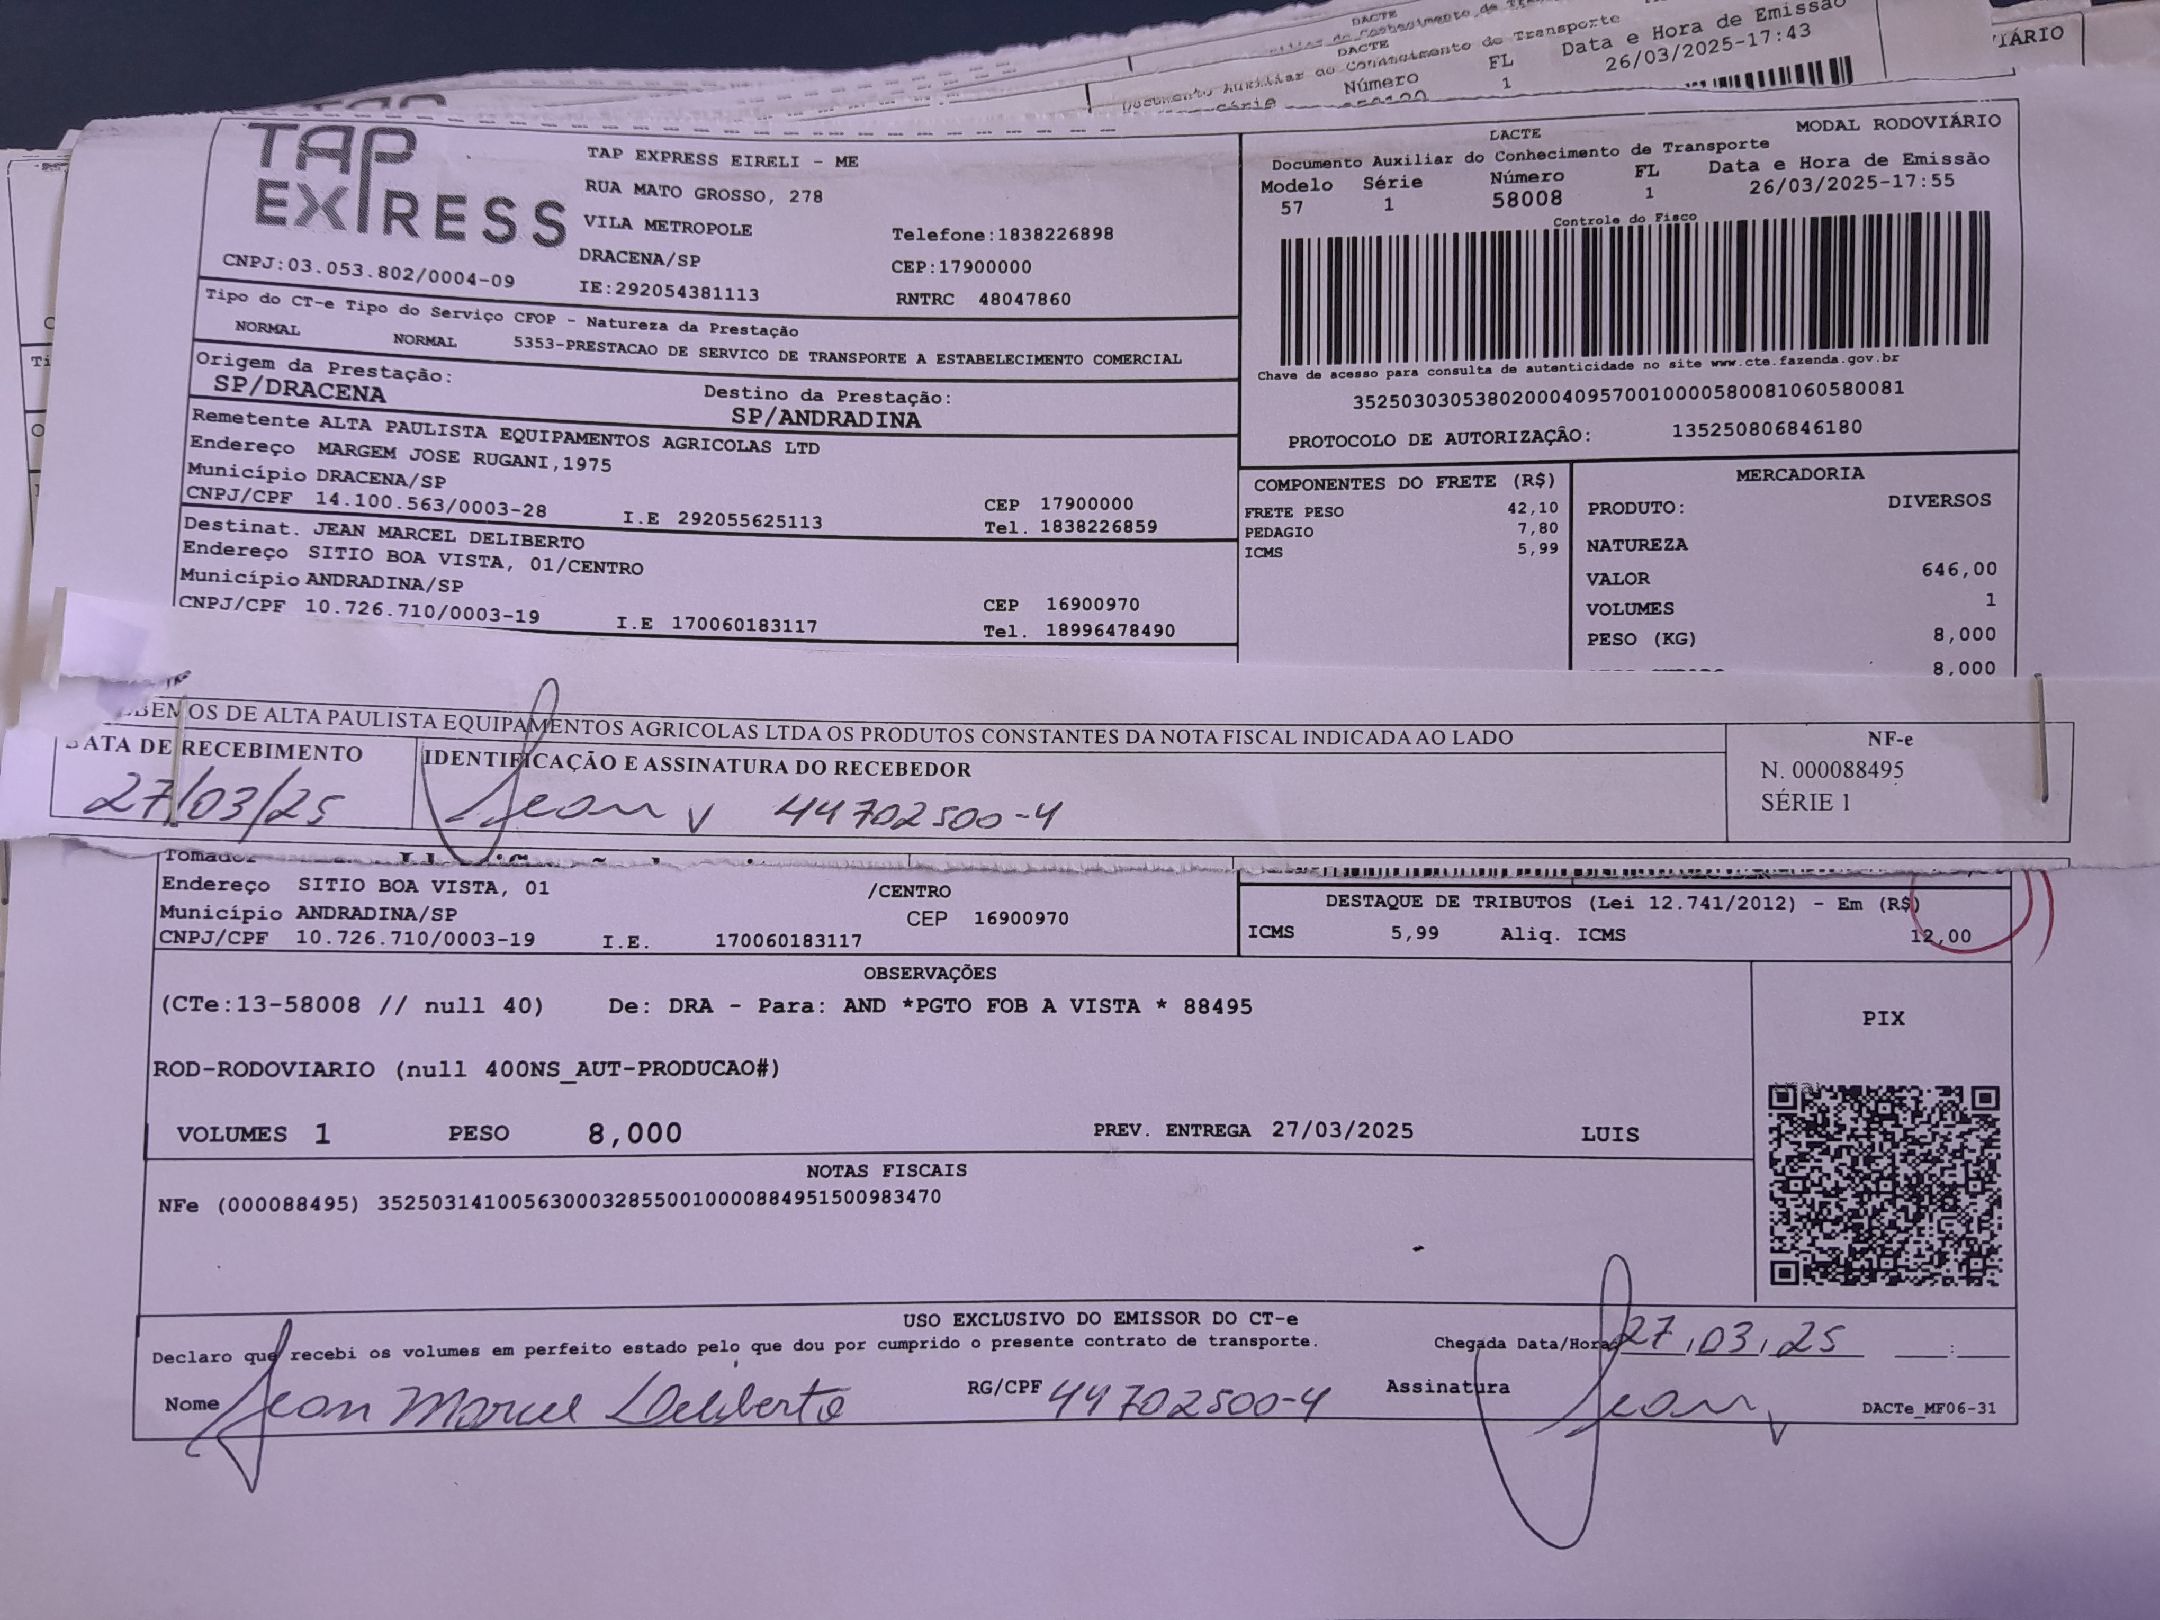 DACTE
Documento Auxiliar do Conhecimento de Transporte
Número
FL
Data e Hora de Emissão
Série
1
26/03/2025-17:43
TAP
EXPRESS
CNPJ:03.053.802/0004-09
TAP EXPRESS EIRELI - ME
RUA MATO GROSSO, 278
VILA METROPOLE
Telefone:1838226898
DRACENA/SP
CEP:17900000
IE:292054381113
RNTRC 48047860
DACTE
MODAL RODOVIÁRIO
Documento Auxiliar do Conhecimento de Transporte
Modelo Série Número FL Data e Hora de Emissão
57 1 58008 1 26/03/2025-17:55
Controle do Fisco
Chave de acesso para consulta de autenticidade no site www.cte.fazenda.gov.br
35250303053802000409570010000580081060580081
PROTOCOLO DE AUTORIZAÇÃO: 135250806846180
Tipo do CT-e Tipo do Serviço CFOP - Natureza da Prestação
NORMAL NORMAL 5353-PRESTACAO DE SERVICO DE TRANSPORTE A ESTABELECIMENTO COMERCIAL
Origem da Prestação: Destino da Prestação:
SP/DRACENA SP/ANDRADINA
Remetente ALTA PAULISTA EQUIPAMENTOS AGRICOLAS LTD
Endereço MARGEM JOSE RUGANI,1975
Município DRACENA/SP CEP 17900000
CNPJ/CPF 14.100.563/0003-28 I.E 292055625113 Tel. 1838226859
Destinat. JEAN MARCEL DELIBERTO
Endereço SITIO BOA VISTA, 01/CENTRO
Município ANDRADINA/SP CEP 16900970
CNPJ/CPF 10.726.710/0003-19 I.E 170060183117 Tel. 18996478490
COMPONENTES DO FRETE (R$)
FRETE PESO 42,10
PEDAGIO 7,80
ICMS 5,99
MERCADORIA
PRODUTO: DIVERSOS
NATUREZA
VALOR 646,00
VOLUMES 1
PESO (KG) 8,000
8,000
DE ALTA PAULISTA EQUIPAMENTOS AGRICOLAS LTDA OS PRODUTOS CONSTANTES DA NOTA FISCAL INDICADA AO LADO
DATA DE RECEBIMENTO
27/03/25
IDENTIFICAÇÃO E ASSINATURA DO RECEBEDOR
Jean 44702500-4
NF-e
N. 000088495
SÉRIE 1
Tomador
Endereço SITIO BOA VISTA, 01 /CENTRO
Município ANDRADINA/SP CEP 16900970
CNPJ/CPF 10.726.710/0003-19 I.E. 170060183117
DESTAQUE DE TRIBUTOS (Lei 12.741/2012) - Em (R$)
ICMS 5,99 Aliq. ICMS 12,00
OBSERVAÇÕES
(CTe:13-58008 // null 40) De: DRA - Para: AND *PGTO FOB A VISTA * 88495
ROD-RODOVIARIO (null 400NS_AUT-PRODUCAO#)
PIX
VOLUMES 1 PESO 8,000 PREV. ENTREGA 27/03/2025 LUIS
NOTAS FISCAIS
NFe (000088495) 35250314100563000328550010000884951500983470
USO EXCLUSIVO DO EMISSOR DO CT-e
Declaro que recebi os volumes em perfeito estado pelo que dou por cumprido o presente contrato de transporte.
Chegada Data/Hora 27,03,25 :
Nome Jean Marcel Deliberto RG/CPF 44702500-4 Assinatura Jean
DACTe_MF06-31